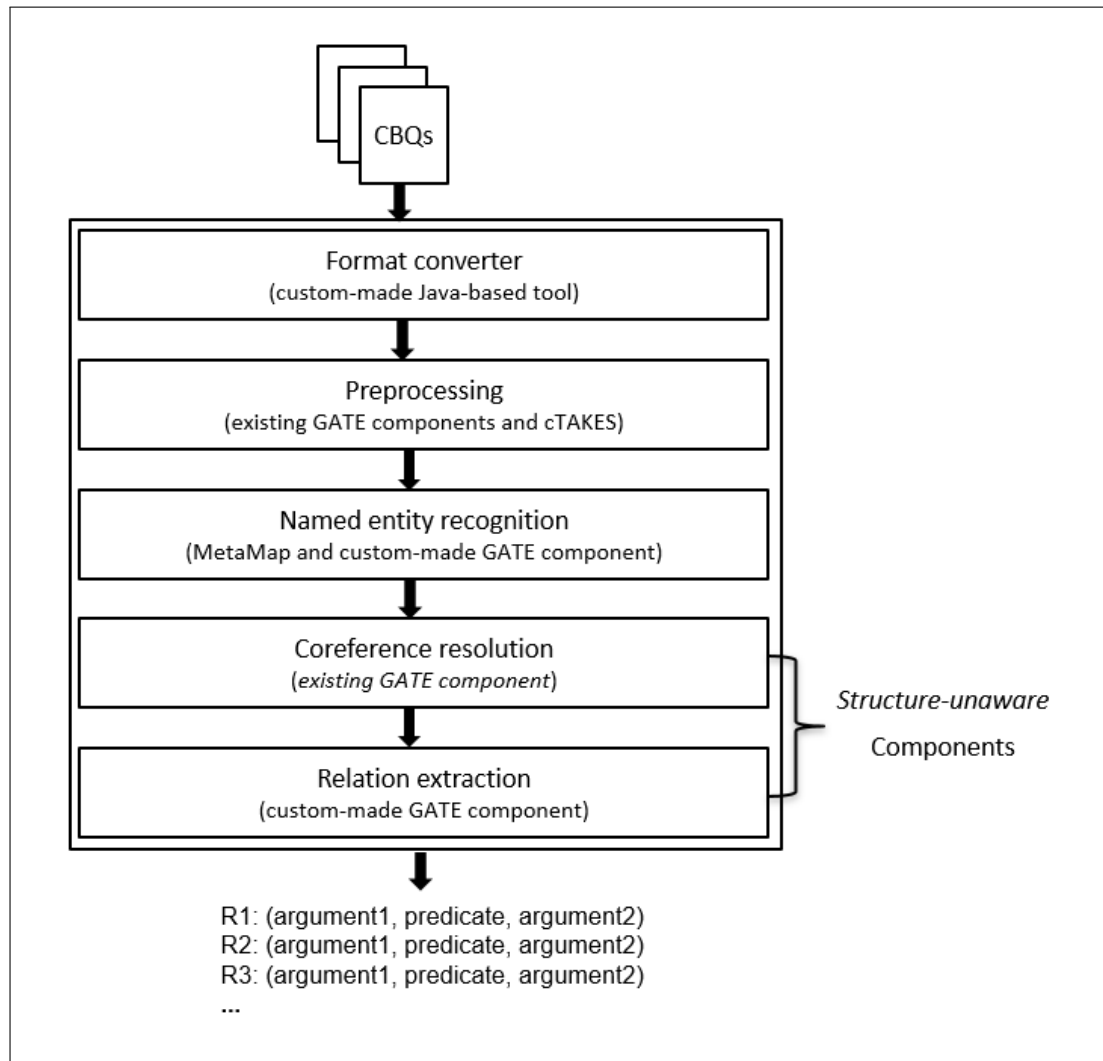 CBQs
Format converter
(custom-made Java-based tool)
Preprocessing
(existing GATE components and cTAKES)
Named entity recognition
(MetaMap and custom-made GATE component)
Coreference resolution
(existing GATE component)
Relation extraction
(custom-made GATE component)
Structure-unaware
Components
R1: (argument1, predicate, argument2)
R2: (argument1, predicate, argument2)
R3: (argument1, predicate, argument2)
...